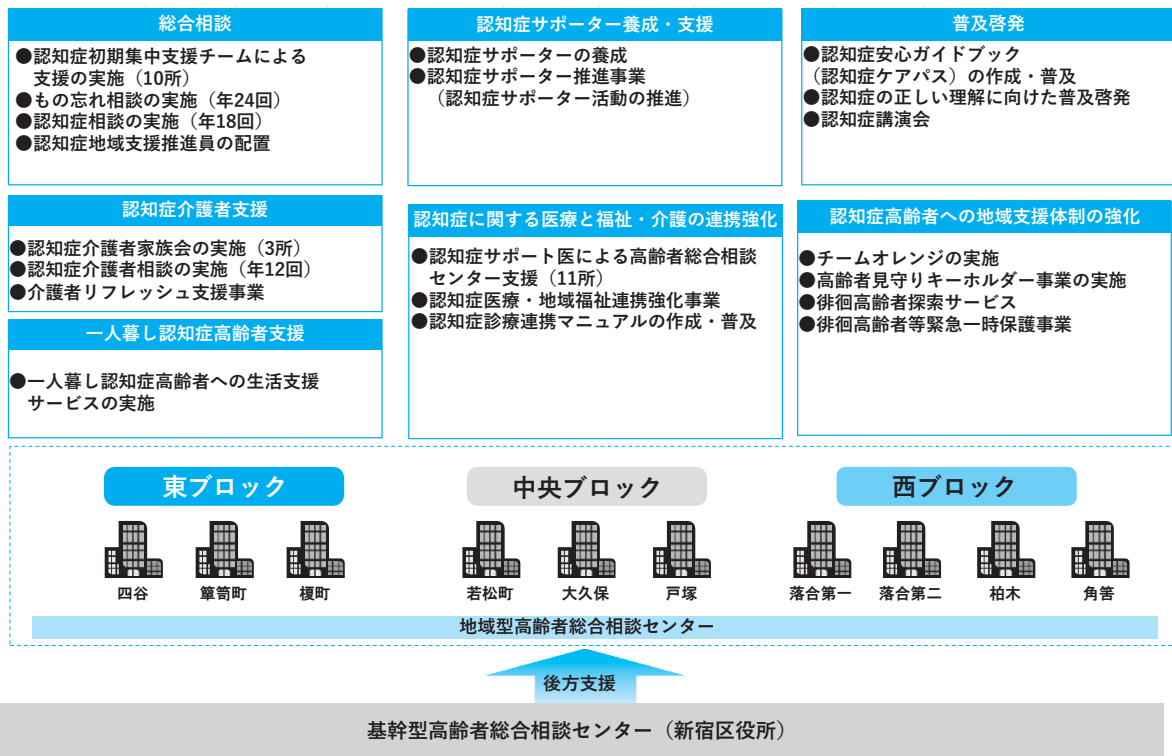 総合相談
●認知症初期集中支援チームによる
支援の実施（10所）
●もの忘れ相談の実施（年24回）
●認知症相談の実施（年18回）
●認知症地域支援推進員の配置
認知症サポーター養成・支援
●認知症サポーターの養成
●認知症サポーター推進事業
（認知症サポーター活動の推進）
普及啓発
●認知症安心ガイドブック
（認知症ケアパス）の作成・普及
●認知症の正しい理解に向けた普及啓発
●認知症講演会
認知症介護者支援
●認知症介護者家族会の実施（3所）
●認知症介護者相談の実施（年12回）
●介護者リフレッシュ支援事業
認知症に関する医療と福祉・介護の連携強化
●認知症サポート医による高齢者総合相談
センター支援（11所）
●認知症医療・地域福祉連携強化事業
●認知症診療連携マニュアルの作成・普及
認知症高齢者への地域支援体制の強化
●チームオレンジの実施
●高齢者見守りキーホルダー事業の実施
●徘徊高齢者探索サービス
●徘徊高齢者等緊急一時保護事業
一人暮し認知症高齢者支援
●一人暮し認知症高齢者への生活支援
サービスの実施
東ブロック
中央ブロック
西ブロック
四谷
簞笥町
榎町
若松町
大久保
戸塚
落合第一
落合第二
柏木
角筈
地域型高齢者総合相談センター
後方支援
基幹型高齢者総合相談センター（新宿区役所）